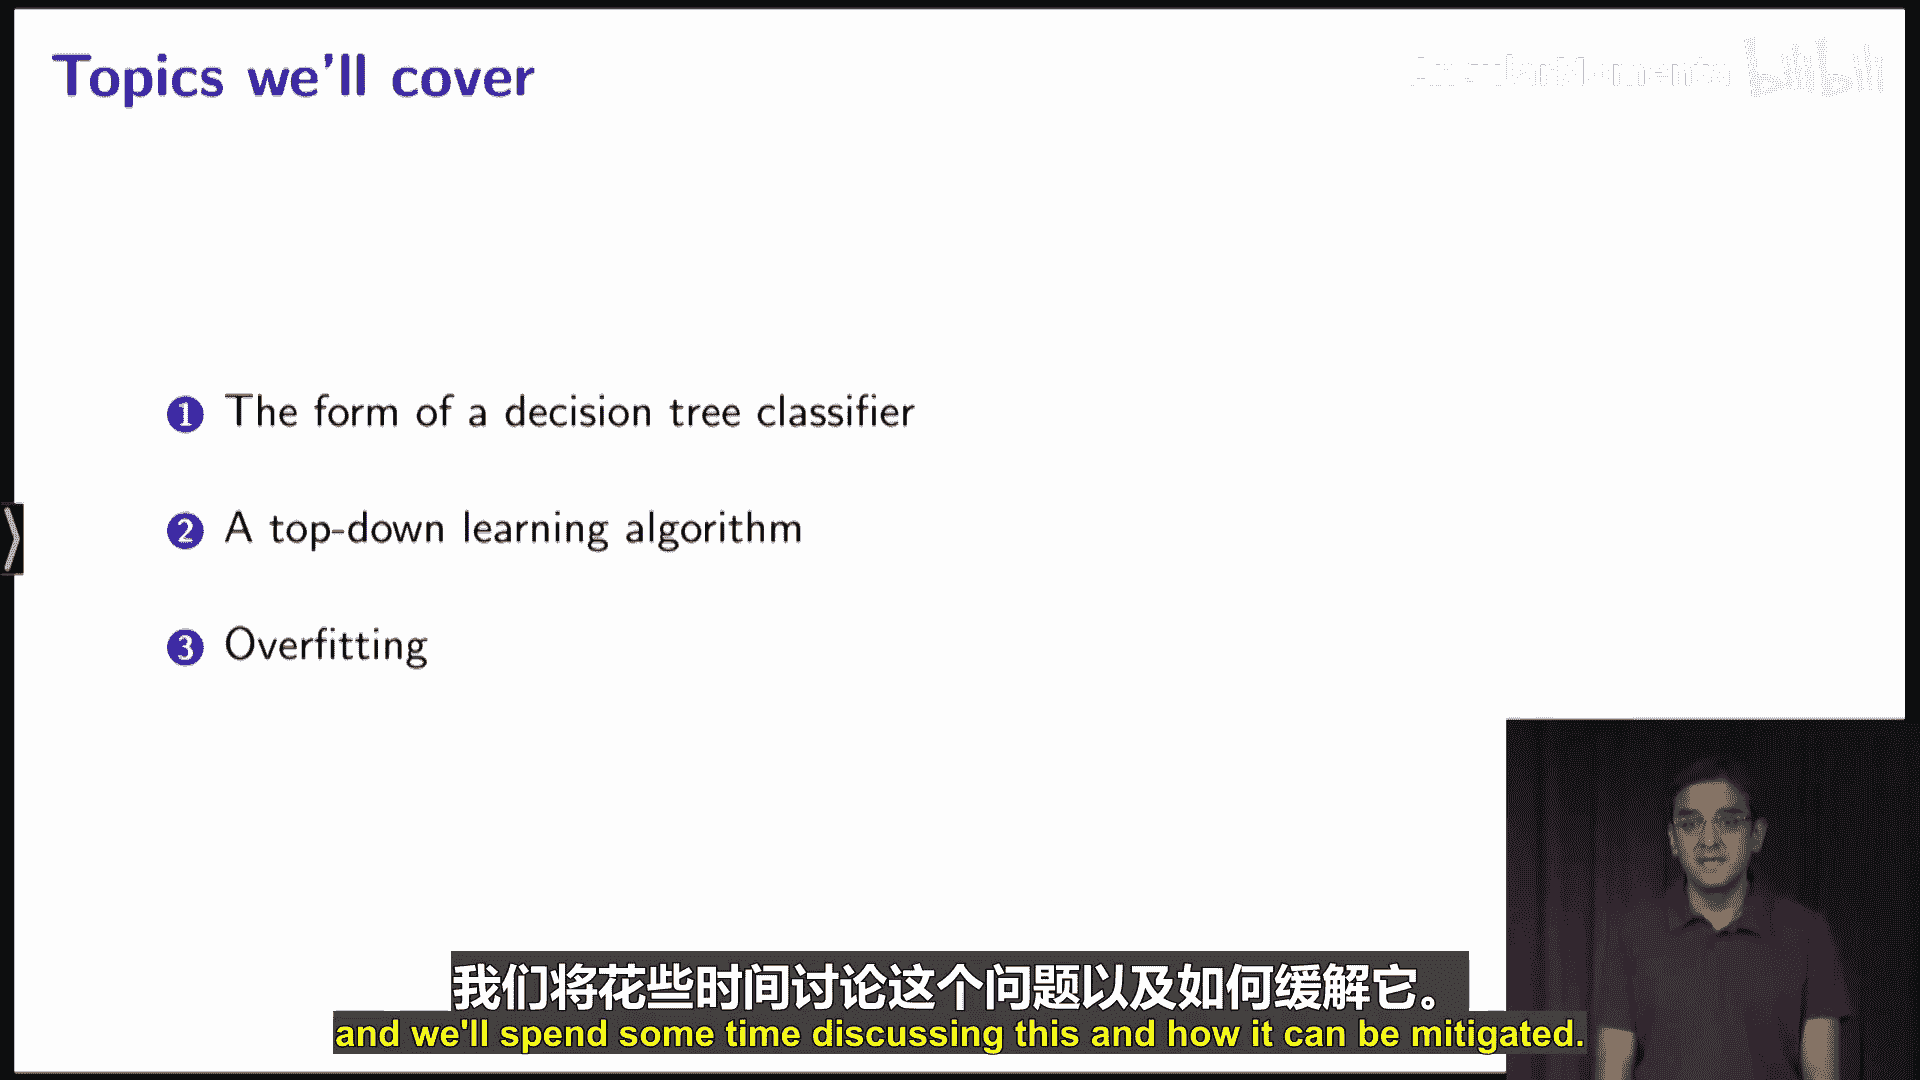 Topics we'll cover
bilibili
1 The form of a decision tree classifier
2 A top-down learning algorithm
3 Overfitting
我们将花些时间讨论这个问题以及如何缓解它。
and we'll spend some time discussing this and how it can be mitigated.